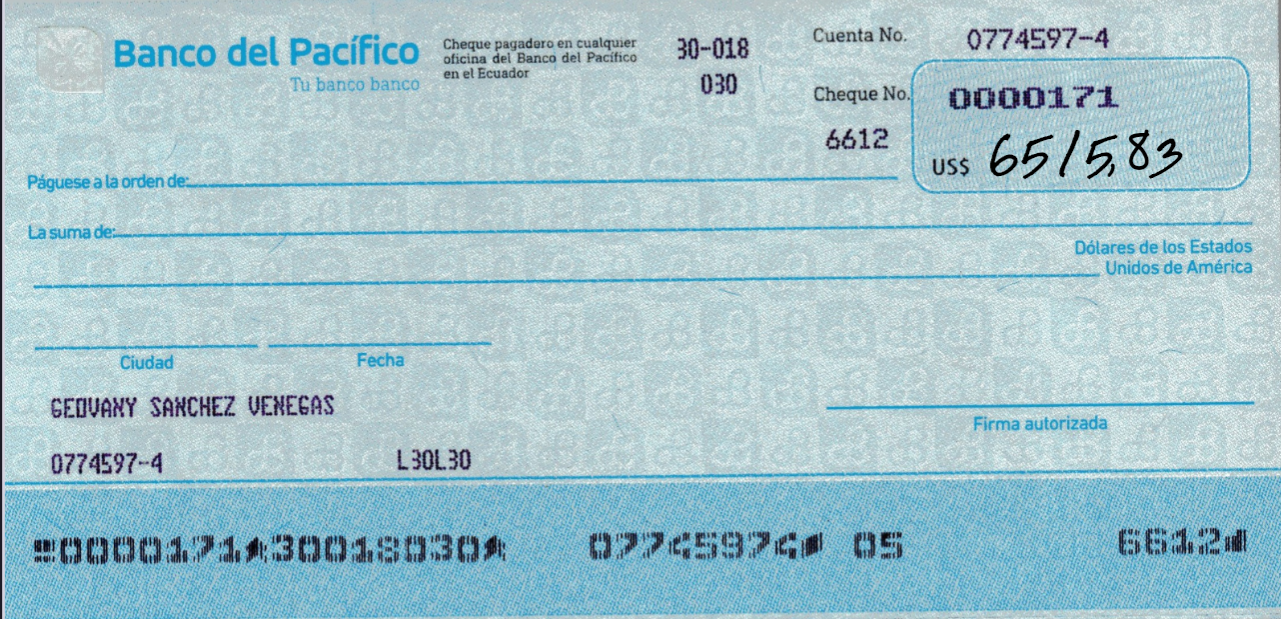 Banco del Pacífico
Tu banco banco
Cheque pagadero en cualquier
oficina del Banco del Pacífico
en el Ecuador
30-018
030
Cuenta No. 0774597-4
Cheque No. 0000171
6612
US$ 6515,83
Páguese a la orden de:
La suma de:
Dólares de los Estados
Unidos de América
Ciudad
Fecha
GEOVANY SANCHEZ VENEGAS
Firma autorizada
0774597-4 L30L30
0000171 30018030 07745974 05 6612